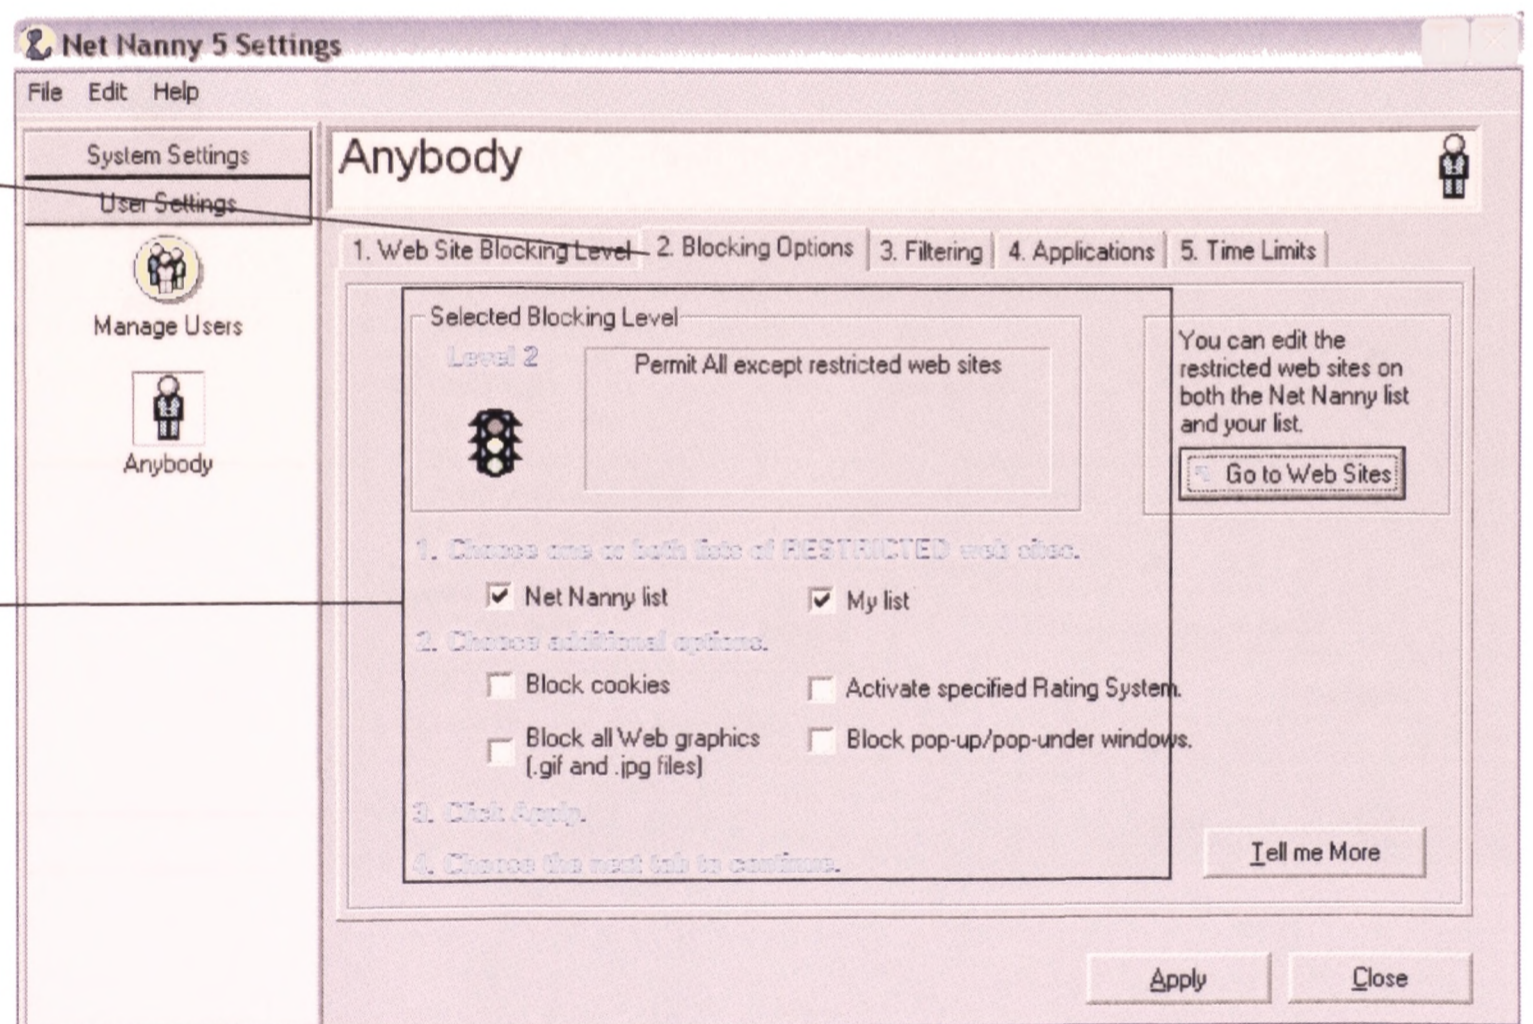 Net Nanny 5 Settings
File Edit Help
System Settings
User Settings
Manage Users
Anybody
Anybody
1. Web Site Blocking Level 2. Blocking Options 3. Filtering 4. Applications 5. Time Limits
Selected Blocking Level
Level 2
Permit All except restricted web sites
You can edit the
restricted web sites on
both the Net Nanny list
and your list.
Go to Web Sites
1. Choose one or both lists of RESTRICTED web sites.
Net Nanny list My list
2. Choose additional options.
Block cookies Activate specified Rating System.
Block all Web graphics
(.gif and .jpg files)
Block pop-up/pop-under windows.
3. Click Apply.
4. Choose the next tab to continue.
Tell me More
Apply Close